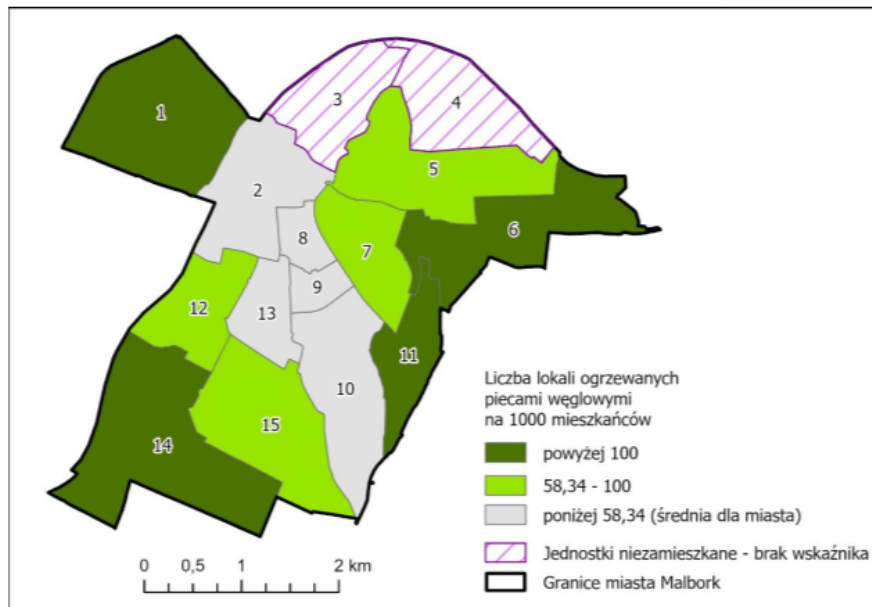 1
3
4
5
2
6
8
7
9
12
13
11
10
15
14
Liczba lokali ogrzewanych
piecami węglowymi
na 1000 mieszkańców
powyżej 100
58,34 - 100
poniżej 58,34 (średnia dla miasta)
Jednostki niezamieszkane - brak wskaźnika
Granice miasta Malbork
0 0,5 1 2 km